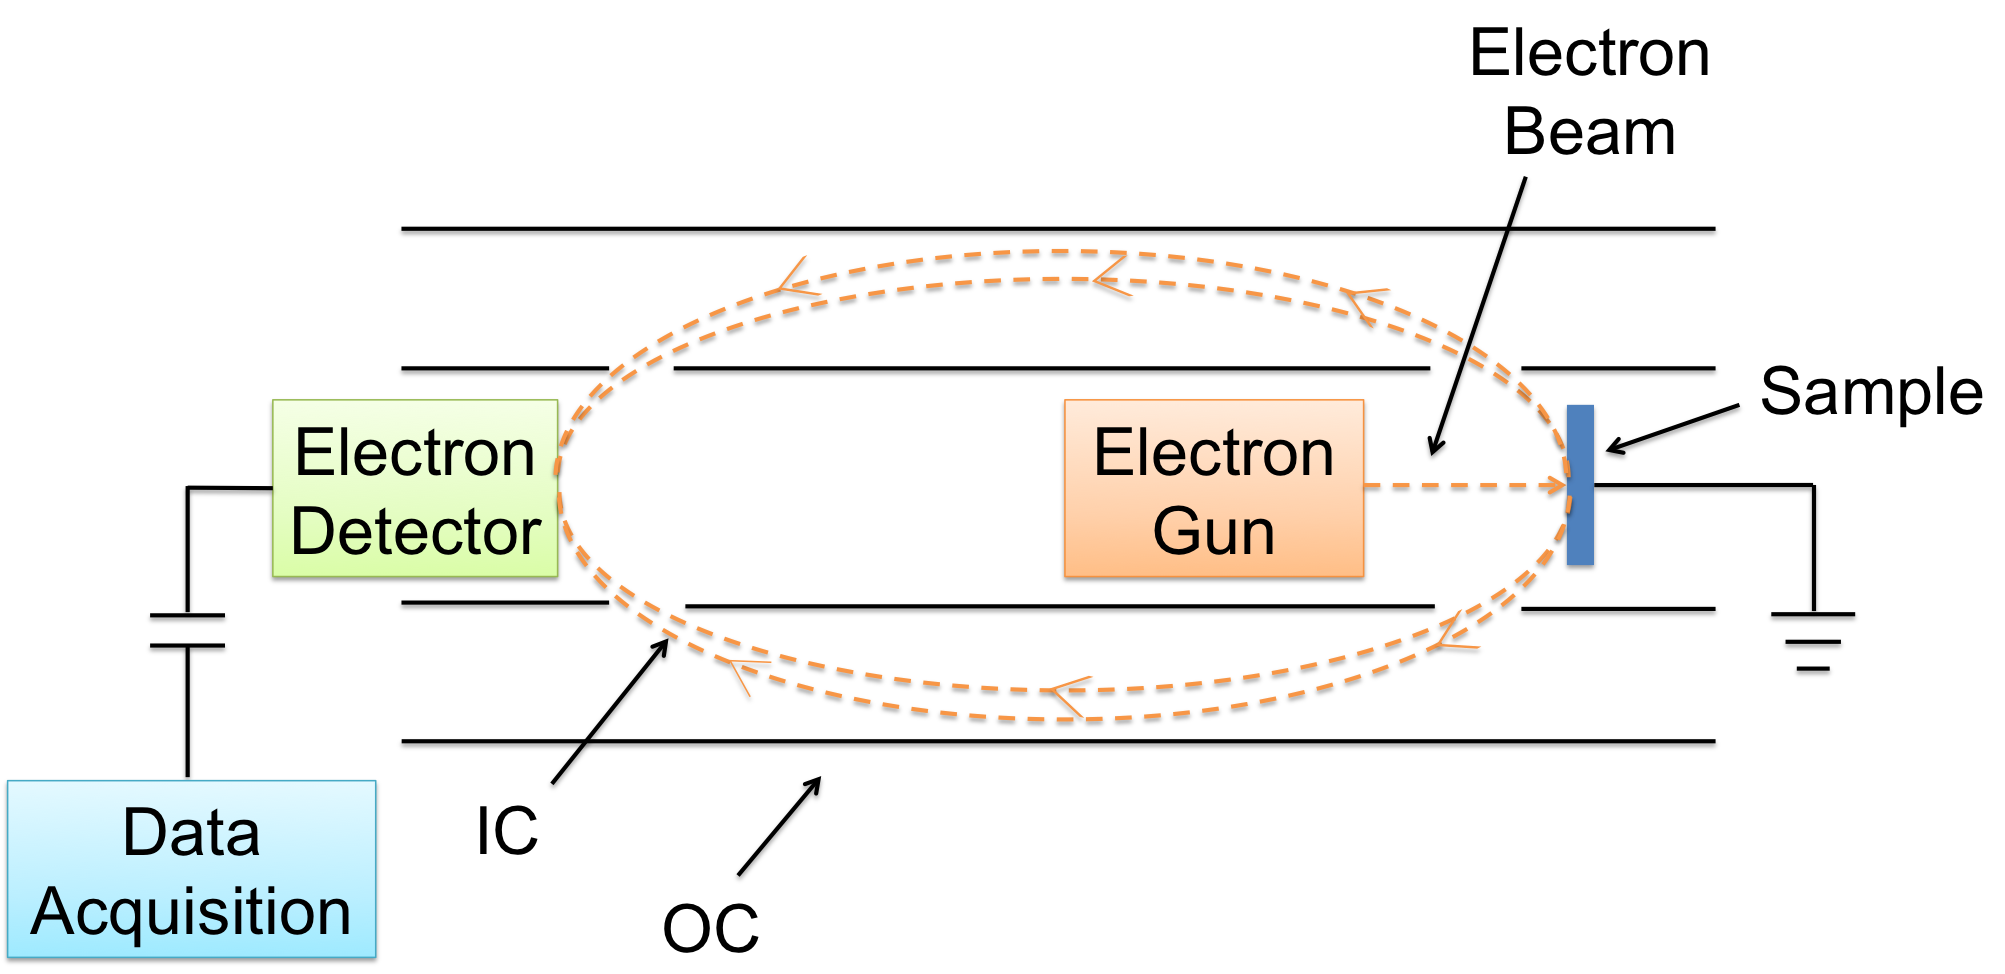 Electron
Beam
Sample
Electron
Detector
Electron
Gun
IC
Data
Acquisition
OC